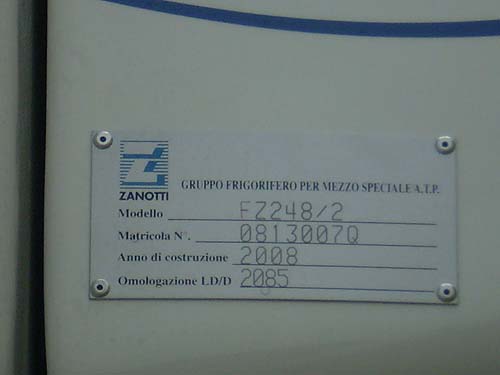 ZANOTTI
GRUPPO FRIGORIFERO PER MEZZO SPECIALE A.T.P.
Modello FZ248/2
Matricola N°. 0813007Q
Anno di costruzione 2008
Omologazione LD/D 2085